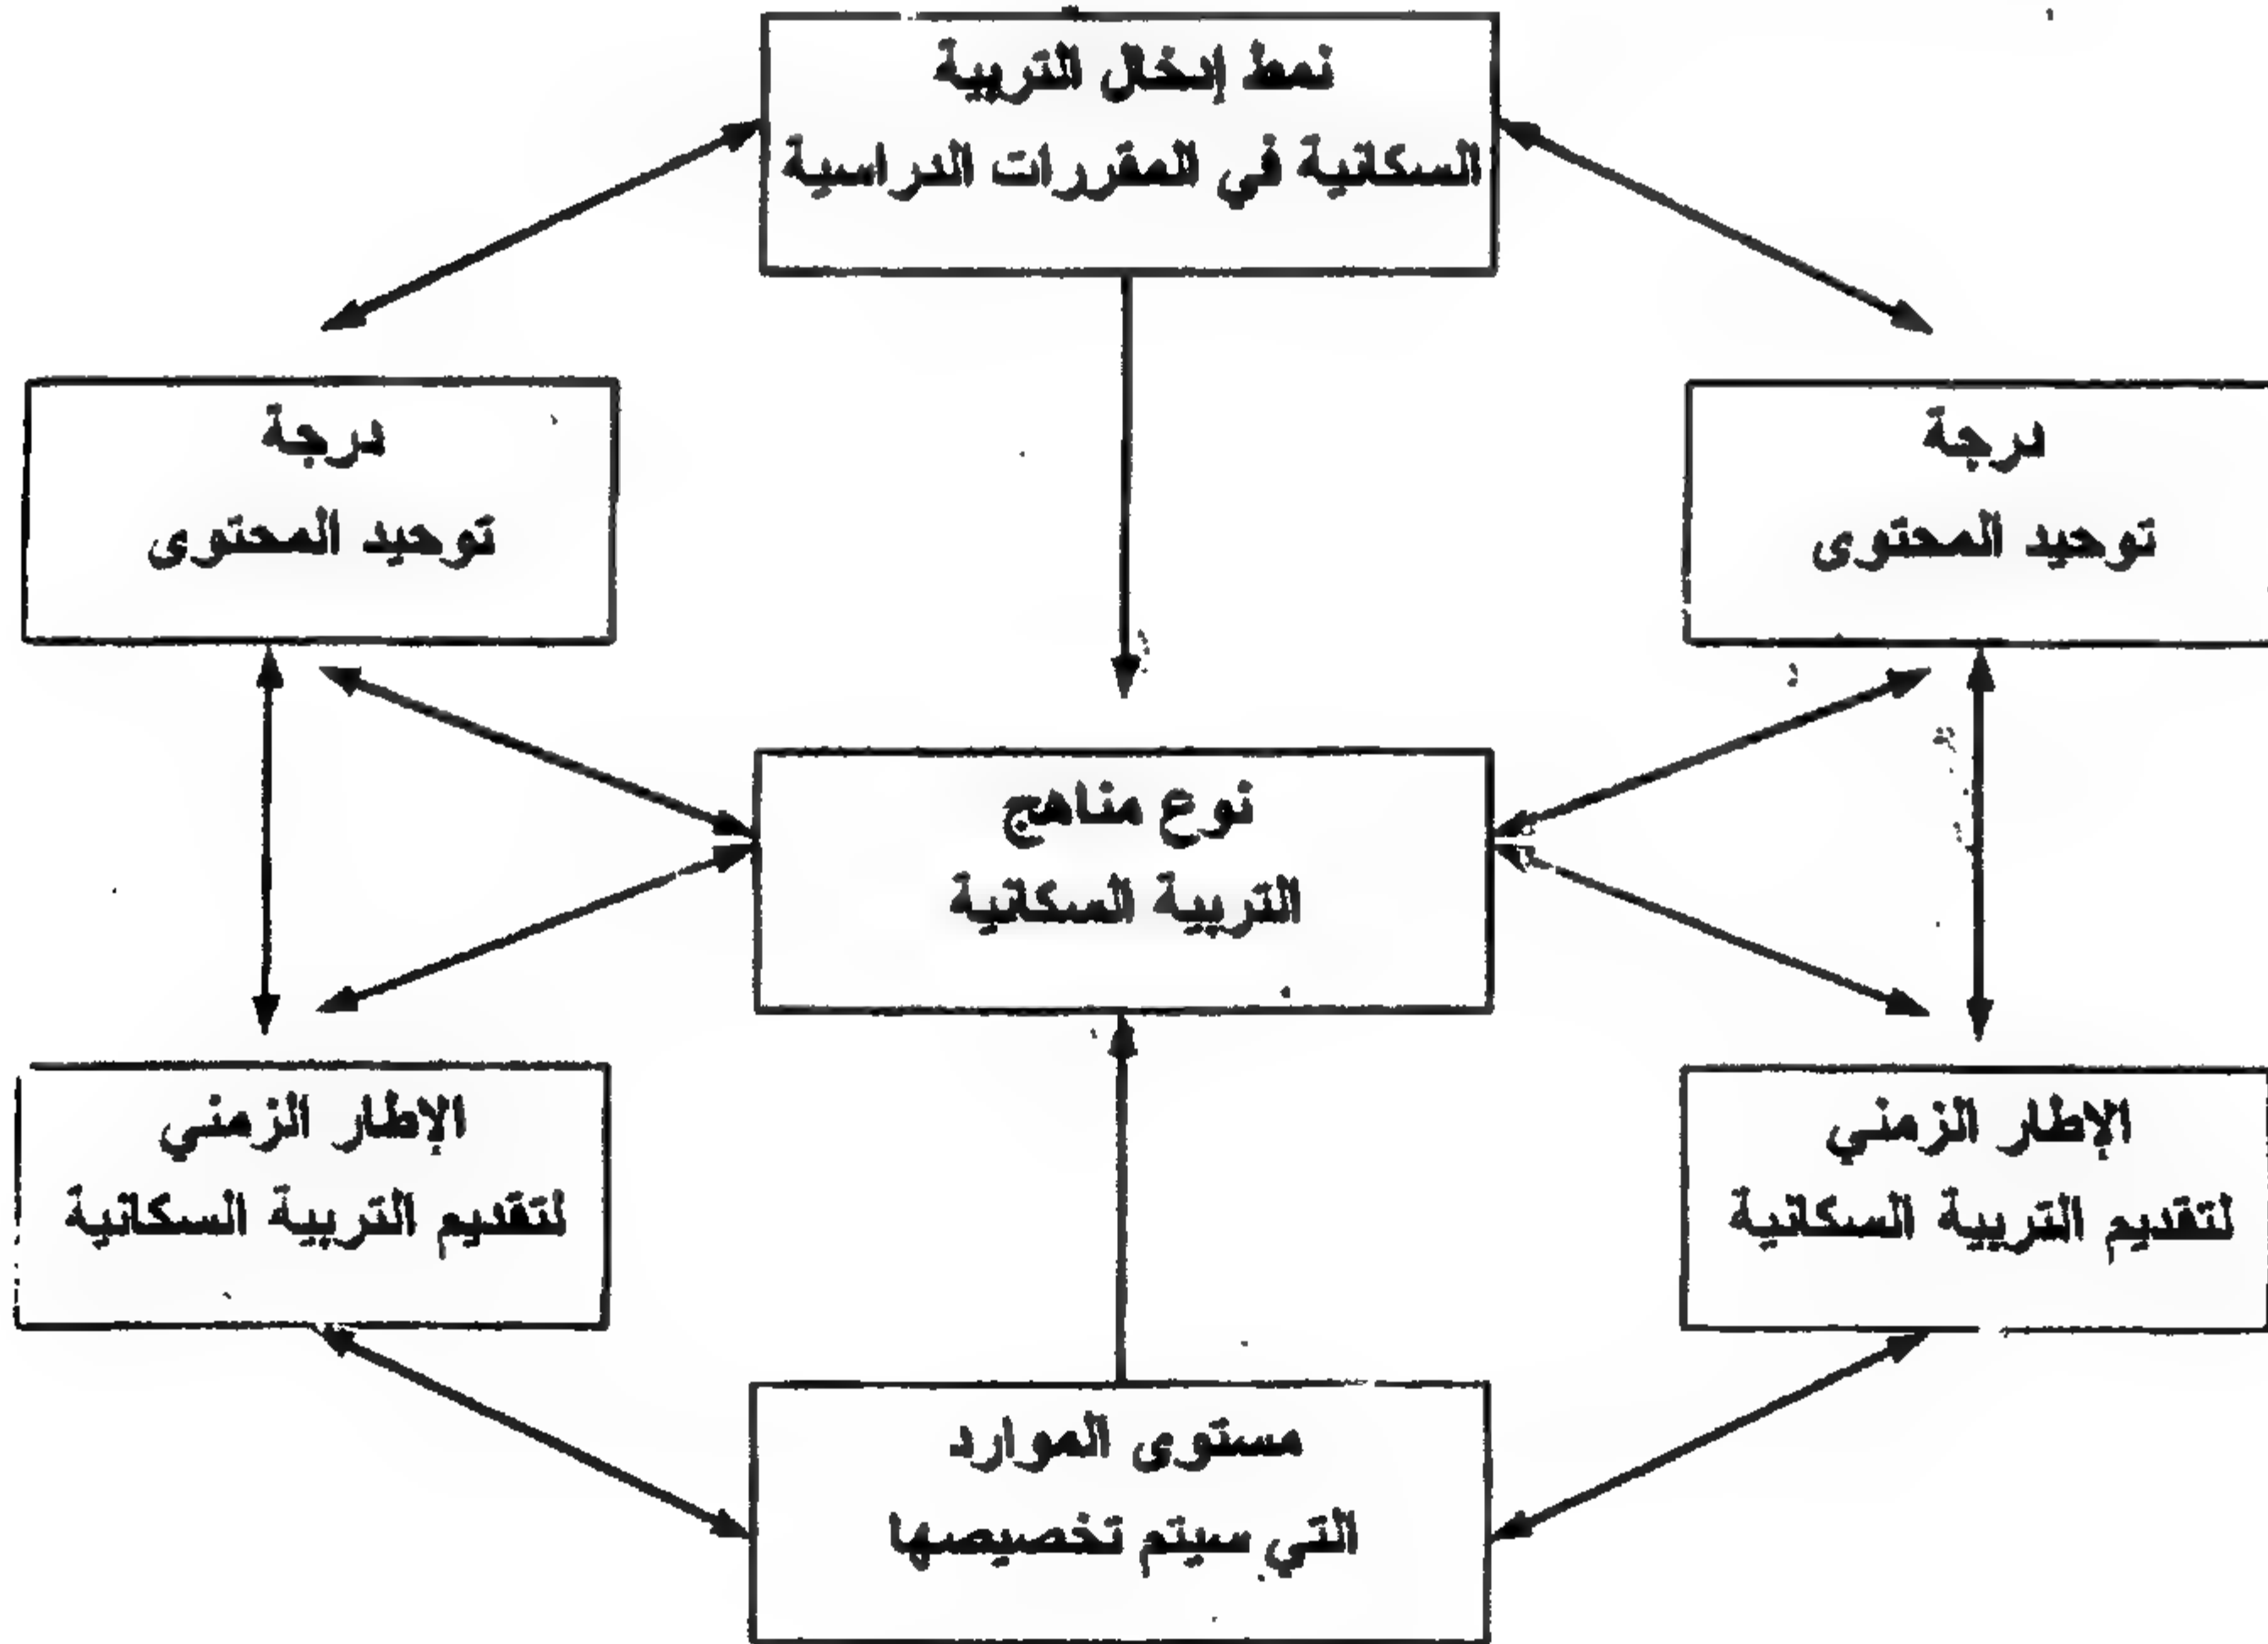 نمط إدخال التربية
السكانية في المقررات الدراسية
درجة
توحيد المحتوى
درجة
توحيد المحتوى
نوع مناهج
التربية السكانية
الإطار الزمني
لتقديم التربية السكانية
الإطار الزمني
لتقديم التربية السكانية
مستوى الموارد
التي سيتم تخصيصها